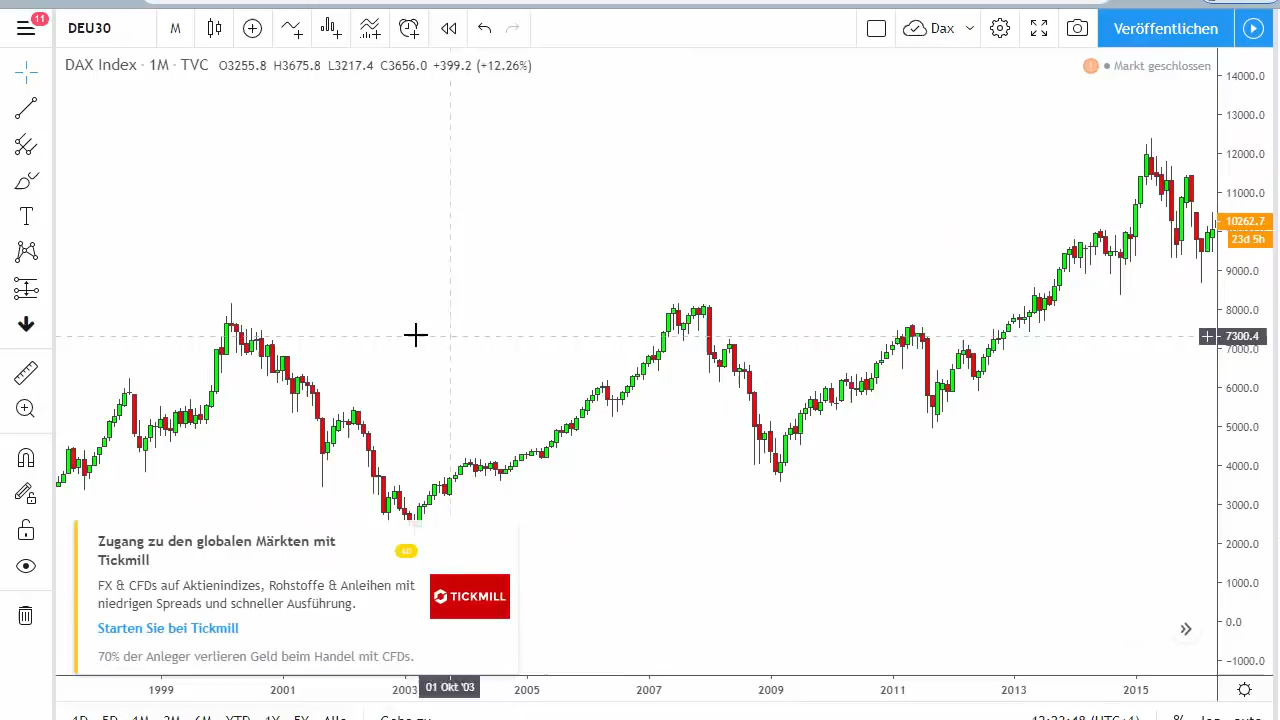 11
DEU30
M
Dax
Veröffentlichen
DAX Index · 1M · TVC O3255.8 H3675.8 L3217.4 C3656.0 +399.2 (+12.26%)
Markt geschlossen
14000.0
13000.0
12000.0
11000.0
10262.7
23d 5h
9000.0
8000.0
7300.4
7000.0
6000.0
5000.0
4000.0
3000.0
2000.0
1000.0
0.0
−1000.0
Zugang zu den globalen Märkten mit
Tickmill
FX & CFDs auf Aktienindizes, Rohstoffe & Anleihen mit
niedrigen Spreads und schneller Ausführung.
TICKMILL
Starten Sie bei Tickmill
70% der Anleger verlieren Geld beim Handel mit CFDs.
1999
2001
2003
01 Okt '03
2005
2007
2009
2011
2013
2015